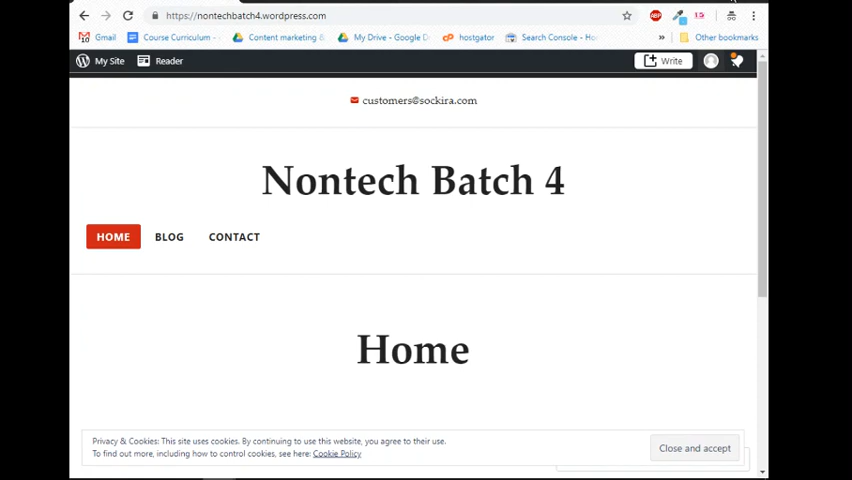 https://nontechbatch4.wordpress.com
ABP
Gmail
Course Curriculum -
Content marketing &
My Drive - Google D
hostgator
Search Console - Ho
»
Other bookmarks
My Site
Reader
Write
customers@sockira.com
Nontech Batch 4
HOME
BLOG
CONTACT
Home
Privacy & Cookies: This site uses cookies. By continuing to use this website, you agree to their use.
To find out more, including how to control cookies, see here: Cookie Policy
Close and accept